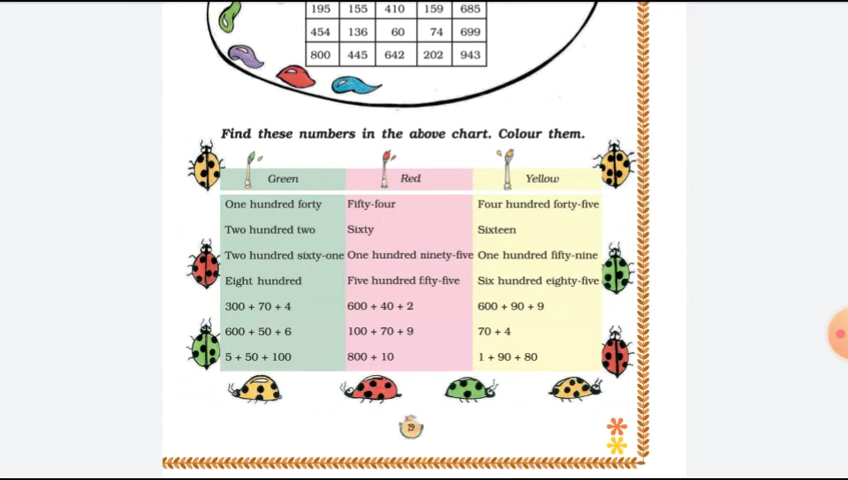 195 155 410 159 685
454 136 60 74 699
800 445 642 202 943
Find these numbers in the above chart. Colour them.
Green Red Yellow
One hundred forty Fifty-four Four hundred forty-five
Two hundred two Sixty Sixteen
Two hundred sixty-one One hundred ninety-five One hundred fifty-nine
Eight hundred Five hundred fifty-five Six hundred eighty-five
300 + 70 + 4 600 + 40 + 2 600 + 90 + 9
600 + 50 + 6 100 + 70 + 9 70 + 4
5 + 50 + 100 800 + 10 1 + 90 + 80
19